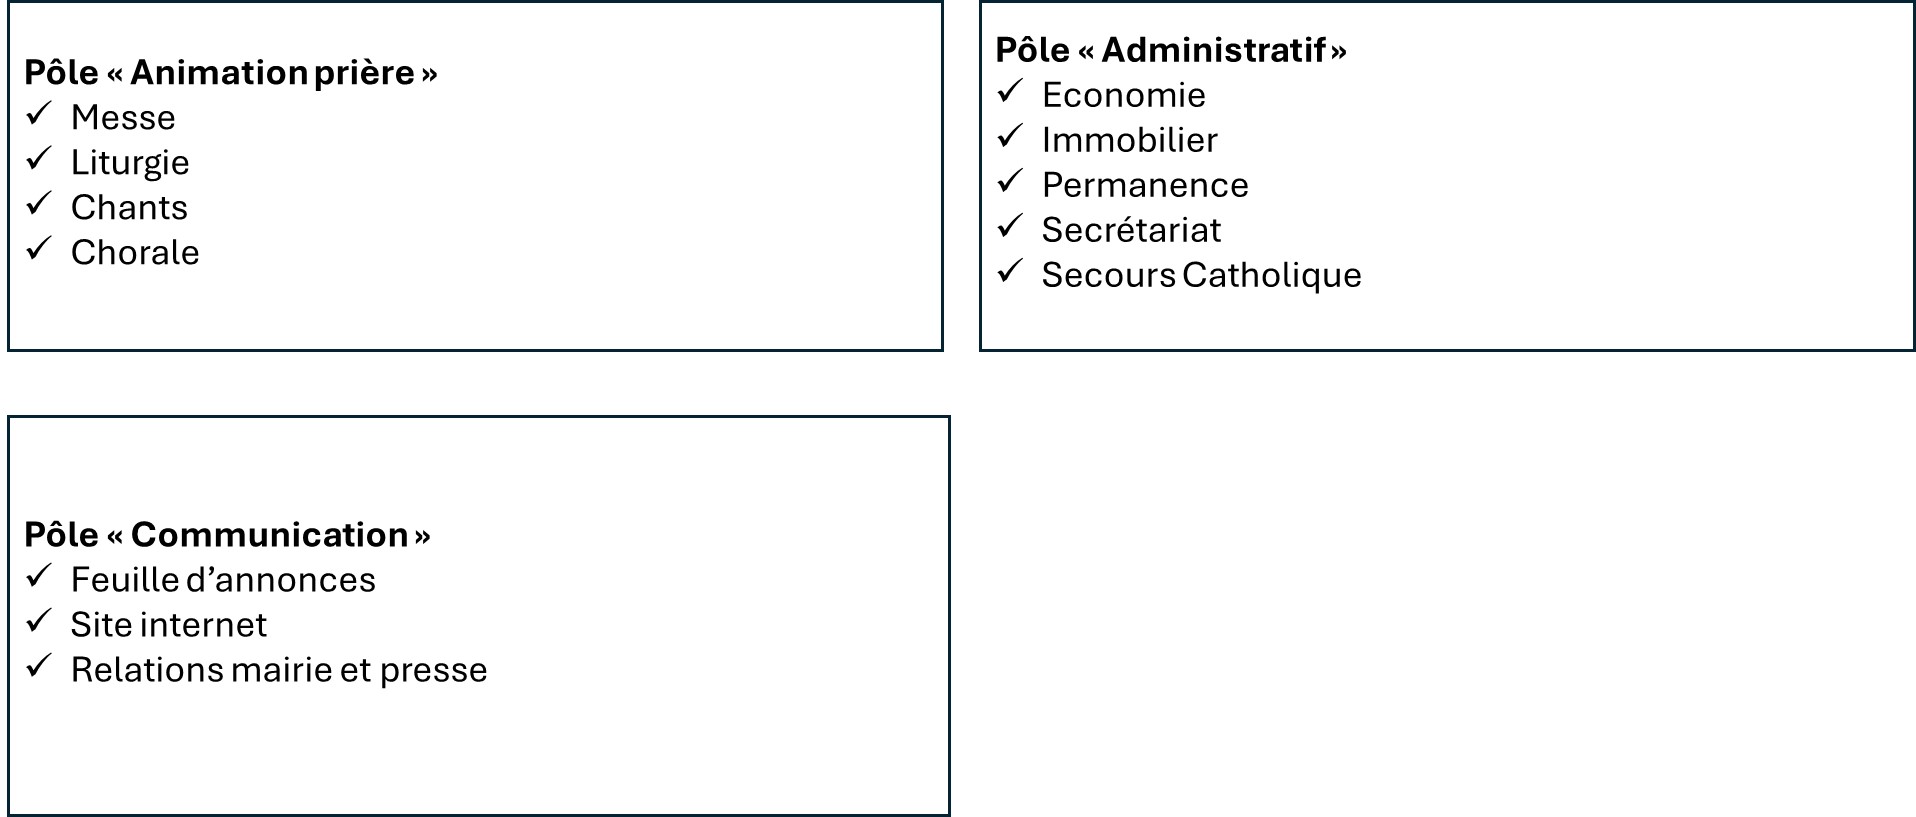 Pôle « Animation prière »
✓ Messe
✓ Liturgie
✓ Chants
✓ Chorale
Pôle « Administratif »
✓ Economie
✓ Immobilier
✓ Permanence
✓ Secrétariat
✓ Secours Catholique
Pôle « Communication »
✓ Feuille d’annonces
✓ Site internet
✓ Relations mairie et presse